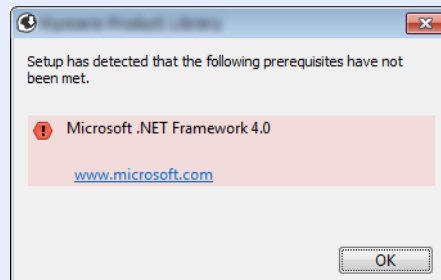 Setup has detected that the following prerequisites have not
been met.
Microsoft .NET Framework 4.0
www.microsoft.com
OK